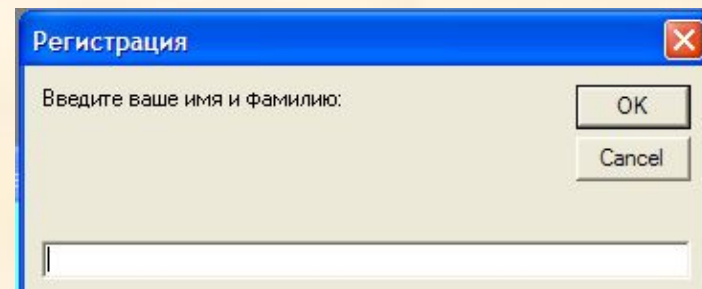 Регистрация
Введите ваше имя и фамилию:
OK
Cancel